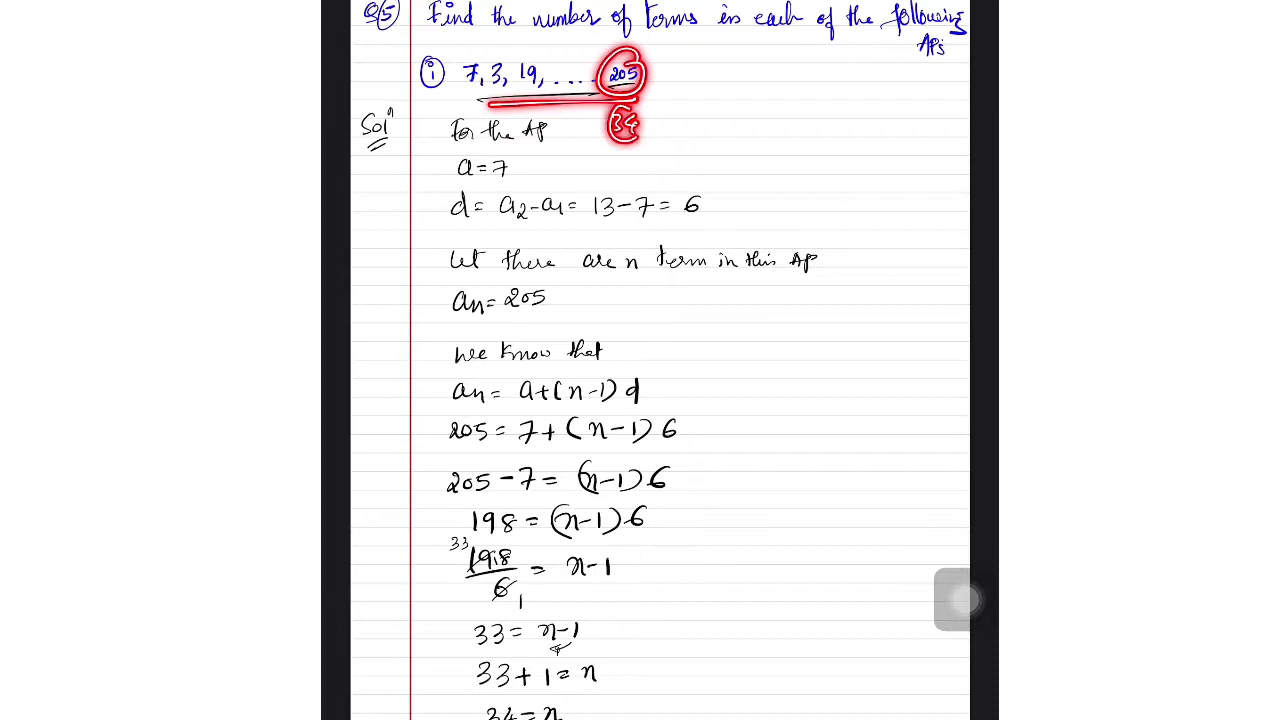 Q5 Find the number of terms in each of the following
APs
i 7, 3, 19, .... 205
34
Solⁿ For the AP
a = 7
d = a₂ - a₁ = 13 - 7 = 6
Let there are n term in this AP
an = 205
We know that
an = a + (n - 1) d
205 = 7 + (n - 1) 6
205 - 7 = (n - 1) 6
198 = (n - 1) 6
33
198/6 = n - 1
1
33 = n - 1
33 + 1 = n
34 = n